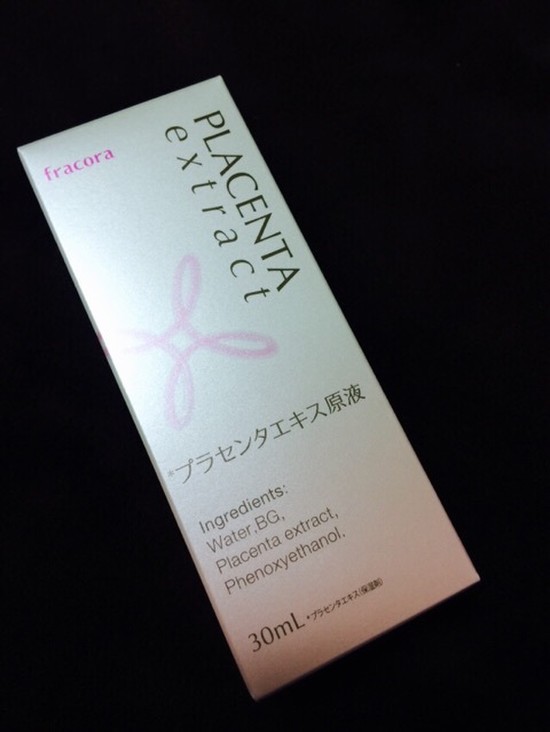 fracora
PLACENTA
extract
*プラセンタエキス原液
Ingredients:
Water,BG,
Placenta extract,
Phenoxyethanol.
30mL *プラセンタエキス(保湿剤)